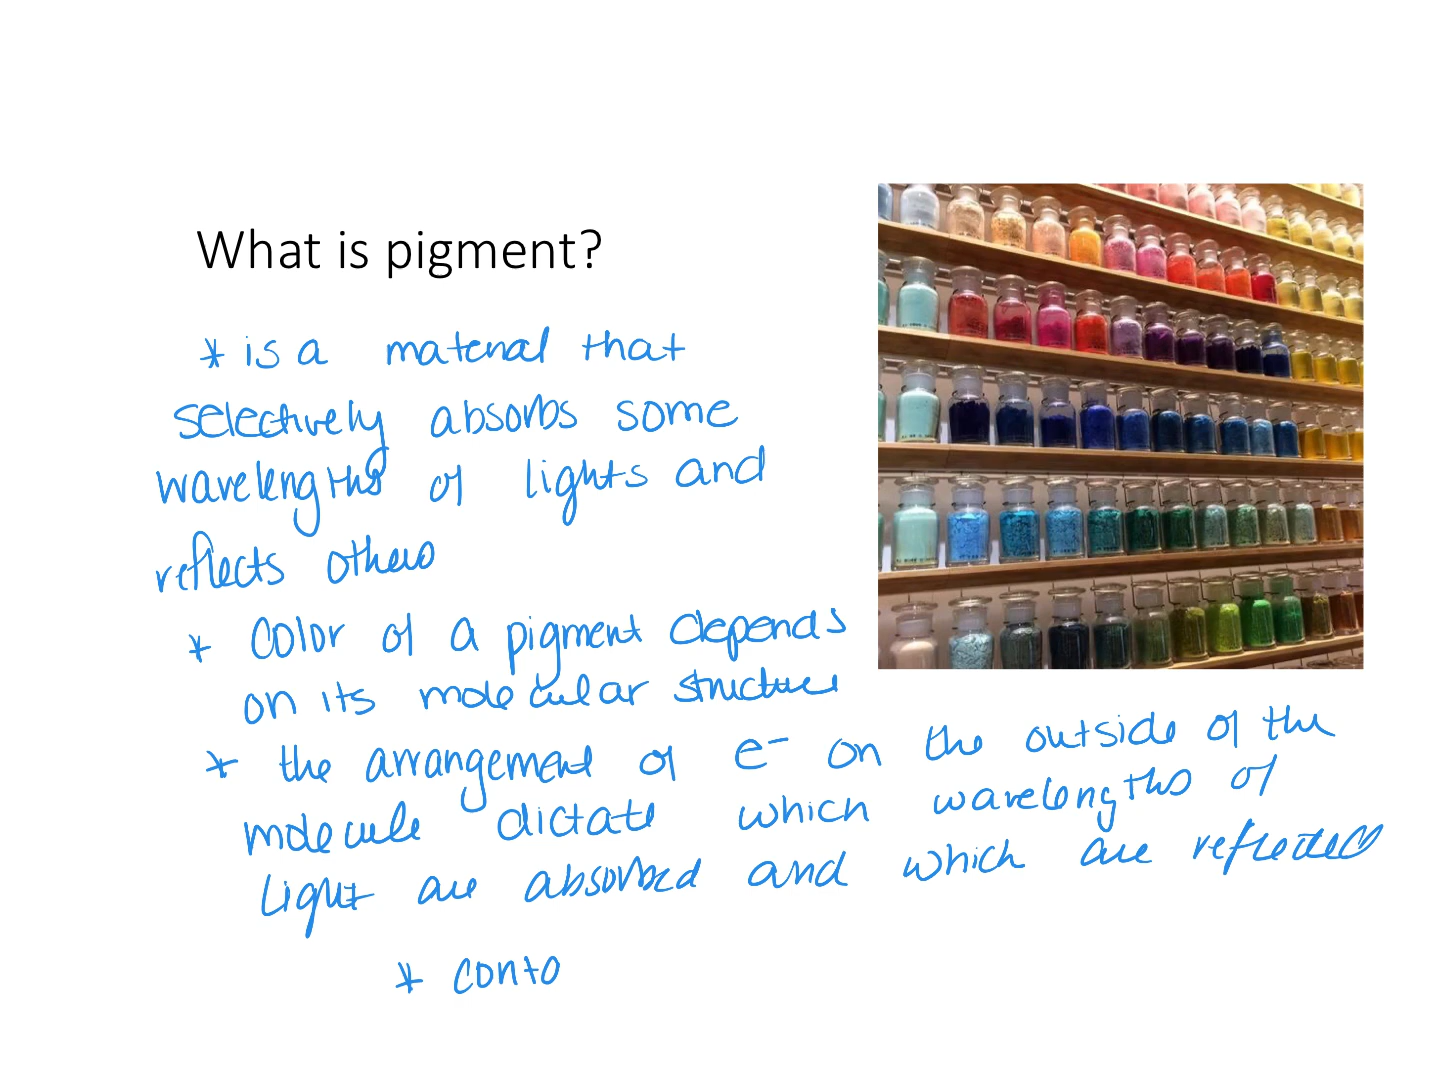 What is pigment?
* is a material that
selectively absorbs some
wavelengths of lights and
reflects others
* color of a pigment depends
on its molecular structure
* the arrangement of e⁻ on the outside of the
molecule dictate which wavelengths of
light are absorbed and which are reflected
* conto